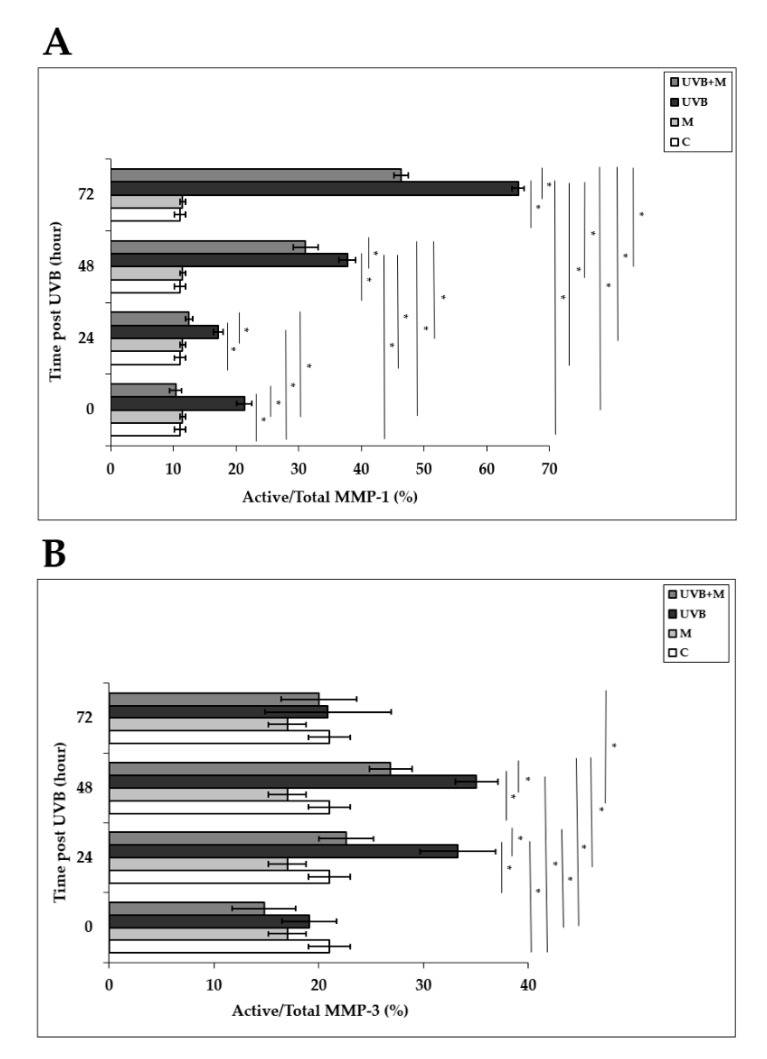 A
UVB+M
UVB
M
C
Time post UVB (hour)
72
48
24
0
0 10 20 30 40 50 60 70
Active/Total MMP-1 (%)
* * * * * * * * * * * * * * * * * * * *
B
UVB+M
UVB
M
C
Time post UVB (hour)
72
48
24
0
0 10 20 30 40
Active/Total MMP-3 (%)
* * * * * * * * * * *